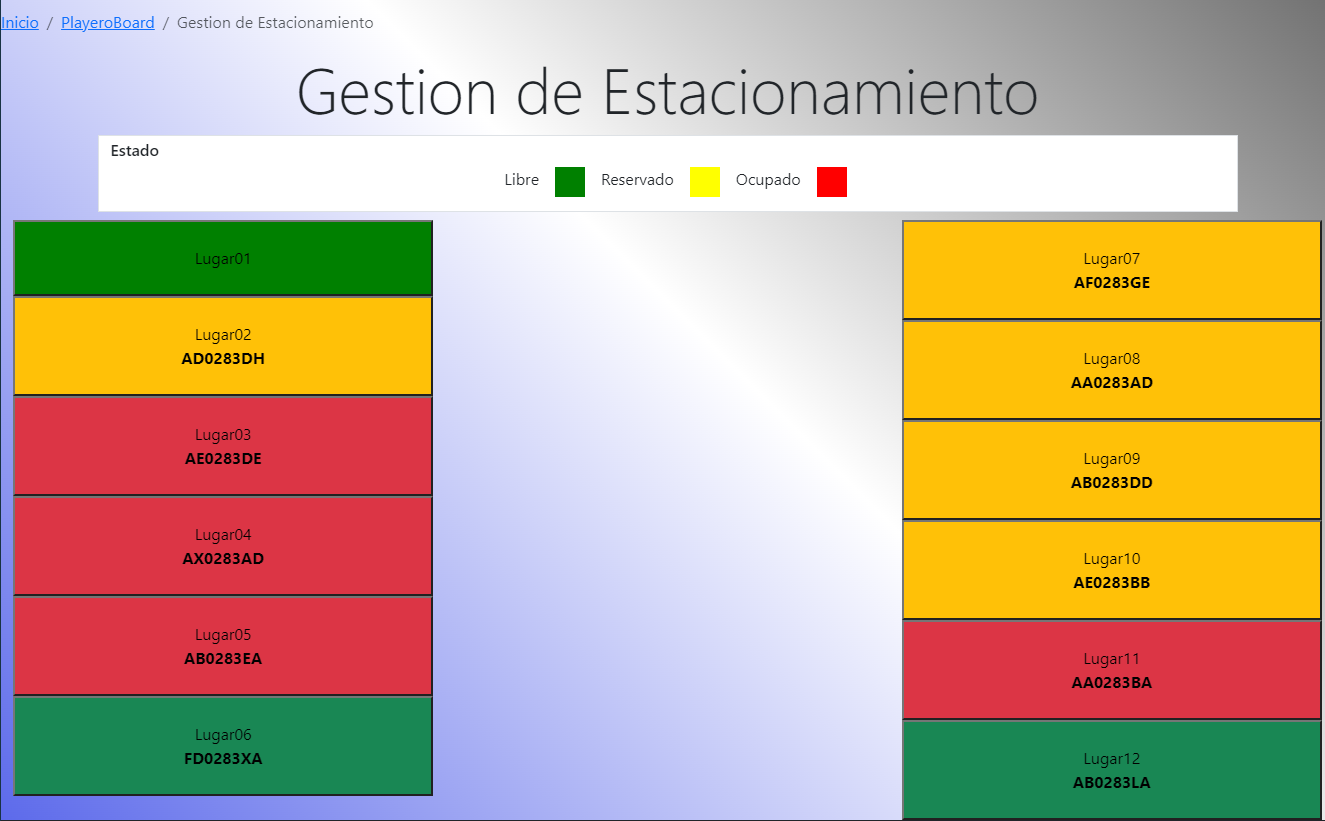 Inicio / PlayeroBoard / Gestion de Estacionamiento
Gestion de Estacionamiento
Estado
Libre Reservado Ocupado
Lugar01
Lugar02
AD0283DH
Lugar03
AE0283DE
Lugar04
AX0283AD
Lugar05
AB0283EA
Lugar06
FD0283XA
Lugar07
AF0283GE
Lugar08
AA0283AD
Lugar09
AB0283DD
Lugar10
AE0283BB
Lugar11
AA0283BA
Lugar12
AB0283LA